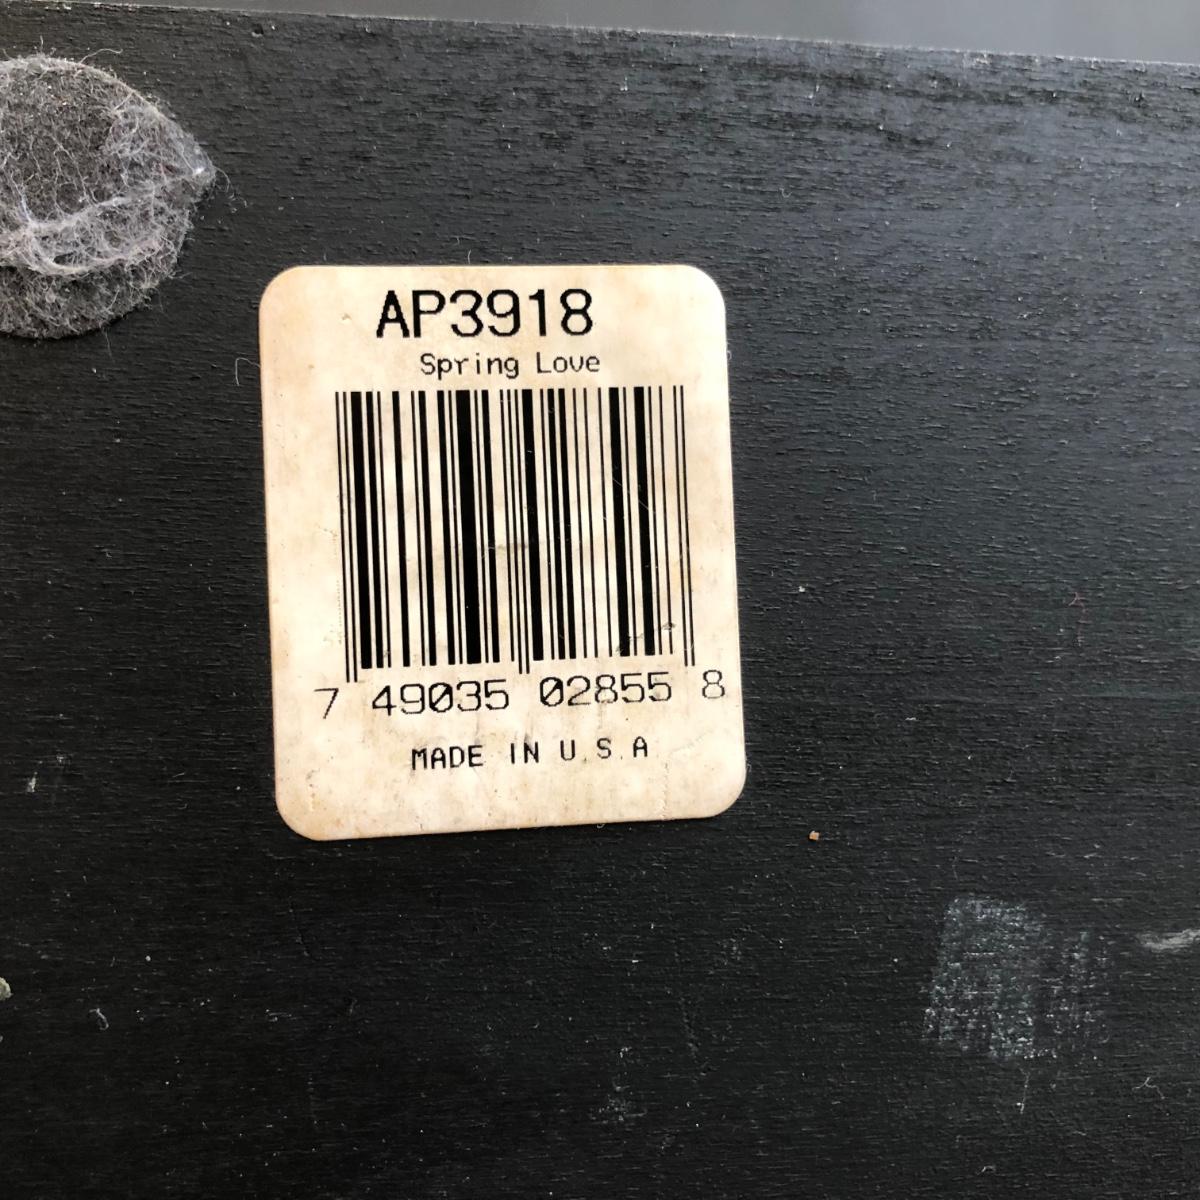 AP3918
Spring Love
7 49035 02855 8
MADE IN U.S.A